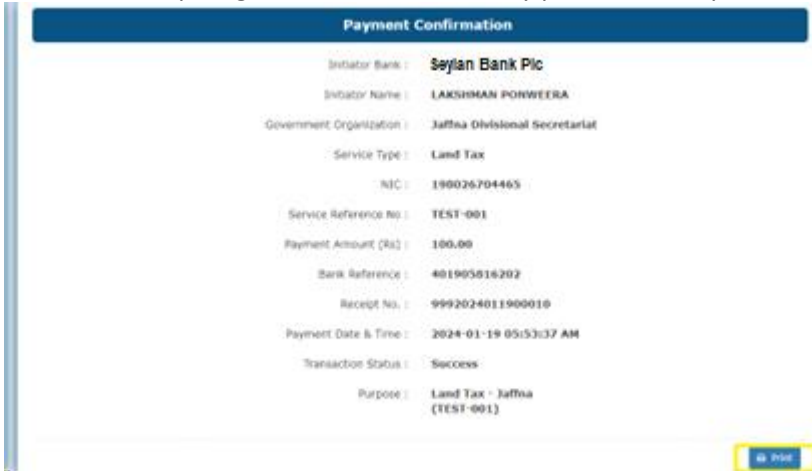 Payment Confirmation
Initiator Bank : Seylan Bank Plc
Initiator Name : LAKSHMAN PONWEERA
Government Organization : Jaffna Divisional Secretariat
Service Type : Land Tax
NIC : 198026704465
Service Reference No : TEST-001
Payment Amount (Rs) : 100.00
Bank Reference : 401905816202
Receipt No. : 9992024011900010
Payment Date & Time : 2024-01-19 05:53:37 AM
Transaction Status : Success
Purpose : Land Tax - Jaffna
(TEST-001)
Print